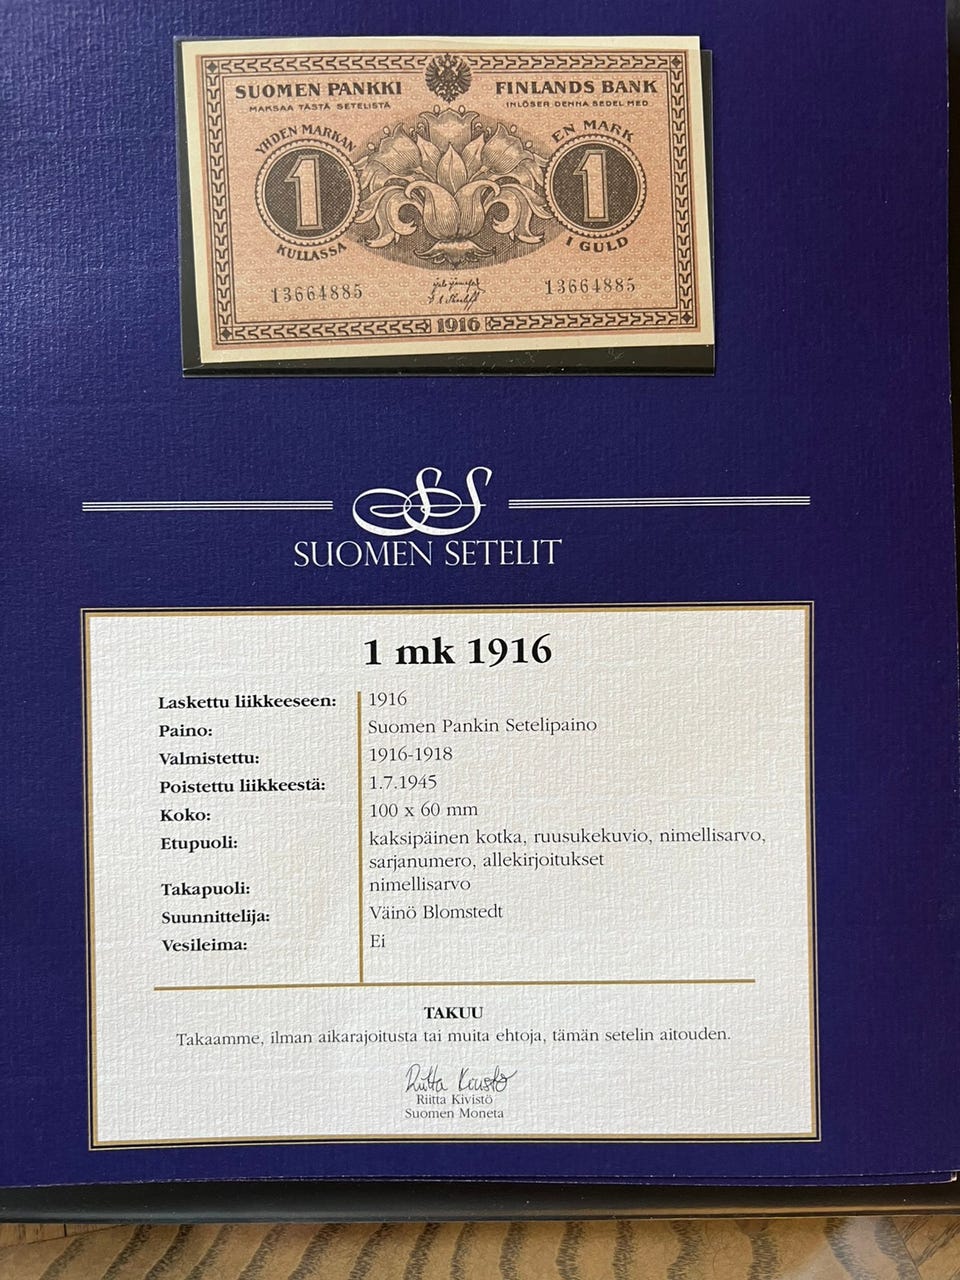 SUOMEN PANKKI
FINLANDS BANK
MAKSAA TÄSTÄ SETELISTÄ
INLÖSER DENNA SEDEL MED
YHDEN MARKAN
EN MARK
1
1
KULLASSA
I GULD
13664885
13664885
1916
SS
SUOMEN SETELIT
1 mk 1916
Laskettu liikkeeseen: 1916
Paino: Suomen Pankin Setelipaino
Valmistettu: 1916-1918
Poistettu liikkeestä: 1.7.1945
Koko: 100 x 60 mm
Etupuoli: kaksipäinen kotka, ruusukekuvio, nimellisarvo,
sarjanumero, allekirjoitukset
Takapuoli: nimellisarvo
Suunnittelija: Väinö Blomstedt
Vesileima: Ei
TAKUU
Takaamme, ilman aikarajoitusta tai muita ehtoja, tämän setelin aitouden.
Riitta Kivistö
Riitta Kivistö
Suomen Moneta